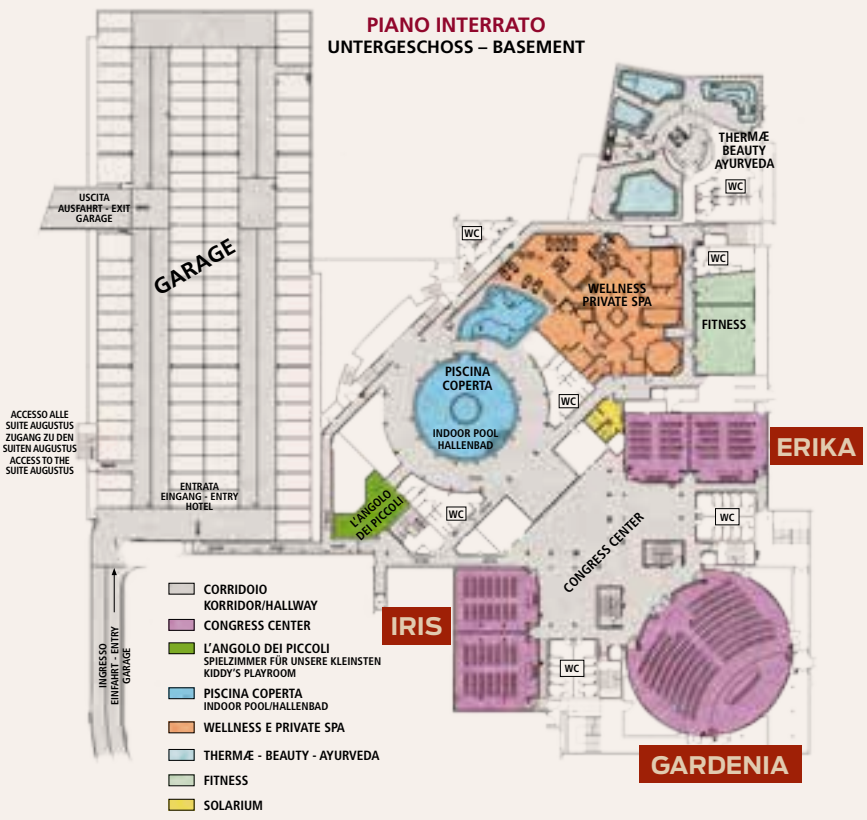 PIANO INTERRATO
UNTERGESCHOSS – BASEMENT
THERMÆ
BEAUTY
AYURVEDA
WC
USCITA
AUSFAHRT - EXIT
GARAGE
GARAGE
WC
WC
WELLNESS
PRIVATE SPA
FITNESS
PISCINA
COPERTA
INDOOR POOL
HALLENBAD
WC
ACCESSO ALLE
SUITE AUGUSTUS
ZUGANG ZU DEN
SUITEN AUGUSTUS
ACCESS TO THE
SUITE AUGUSTUS
ERIKA
ENTRATA
EINGANG - ENTRY
HOTEL
L'ANGOLO
DEI PICCOLI
WC
WC
CONGRESS CENTER
IRIS
WC
GARDENIA
INGRESSO
EINFAHRT - ENTRY
GARAGE
CORRIDOIO
KORRIDOR/HALLWAY
CONGRESS CENTER
L'ANGOLO DEI PICCOLI
SPIELZIMMER FÜR UNSERE KLEINSTEN
KIDDY'S PLAYROOM
PISCINA COPERTA
INDOOR POOL/HALLENBAD
WELLNESS E PRIVATE SPA
THERMÆ - BEAUTY - AYURVEDA
FITNESS
SOLARIUM